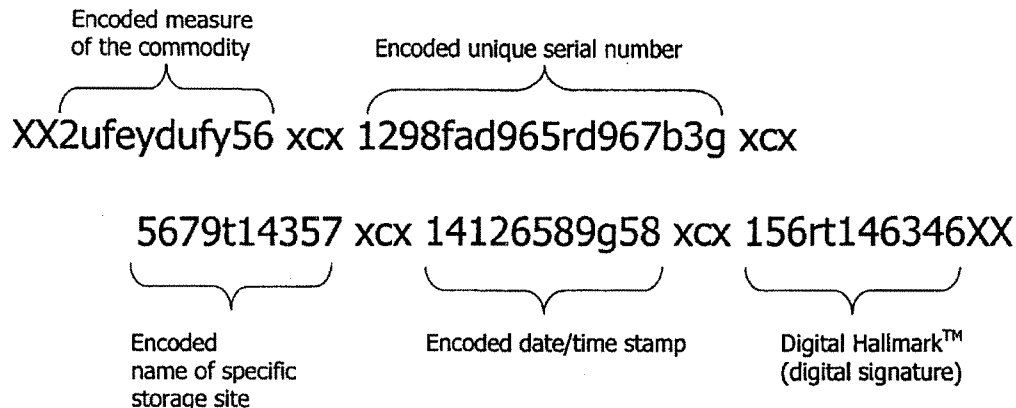 Encoded measure
of the commodity
Encoded unique serial number
XX2ufeydufy56 xcx 1298fad965rd967b3g xcx
5679t14357 xcx 14126589g58 xcx 156rt146346XX
Encoded
name of specific
storage site
Encoded date/time stamp
Digital Hallmark™
(digital signature)